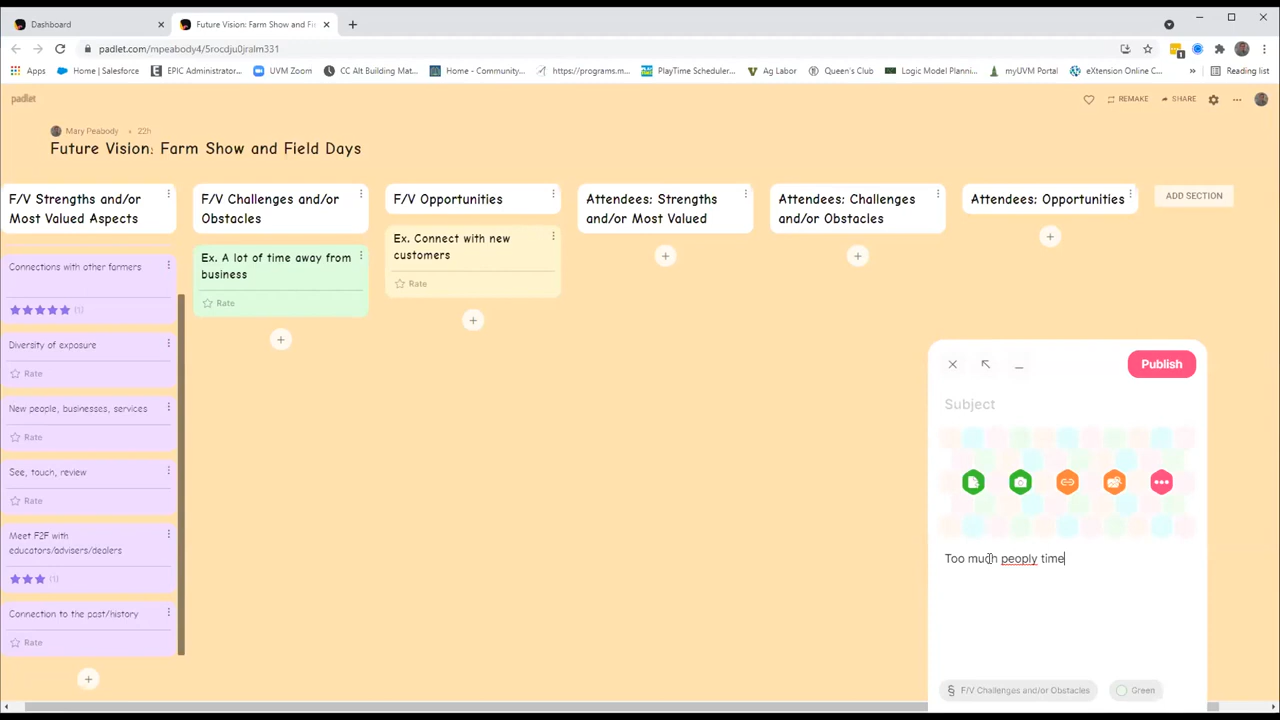 Dashboard
Future Vision: Farm Show and Fi
padlet.com/mpeabody4/5rocdju0jralm331
1
Apps
Home | Salesforce
EPIC Administrator...
UVM Zoom
CC Alt Building Mat...
Home - Community...
https://programs.m...
PlayTime Scheduler...
Ag Labor
Queen's Club
Logic Model Planni...
myUVM Portal
eXtension Online C...
Reading list
padlet
REMAKE
SHARE
Mary Peabody • 22h
Future Vision: Farm Show and Field Days
F/V Strengths and/or
Most Valued Aspects
Connections with other farmers
(1)
Diversity of exposure
Rate
New people, businesses, services
Rate
See, touch, review
Rate
Meet F2F with
educators/advisers/dealers
(1)
Connection to the past/history
Rate
F/V Challenges and/or
Obstacles
Ex. A lot of time away from
business
Rate
F/V Opportunities
Ex. Connect with new
customers
Rate
Attendees: Strengths
and/or Most Valued
Attendees: Challenges
and/or Obstacles
Attendees: Opportunities
ADD SECTION
Publish
Subject
Too much peoply time
F/V Challenges and/or Obstacles
Green